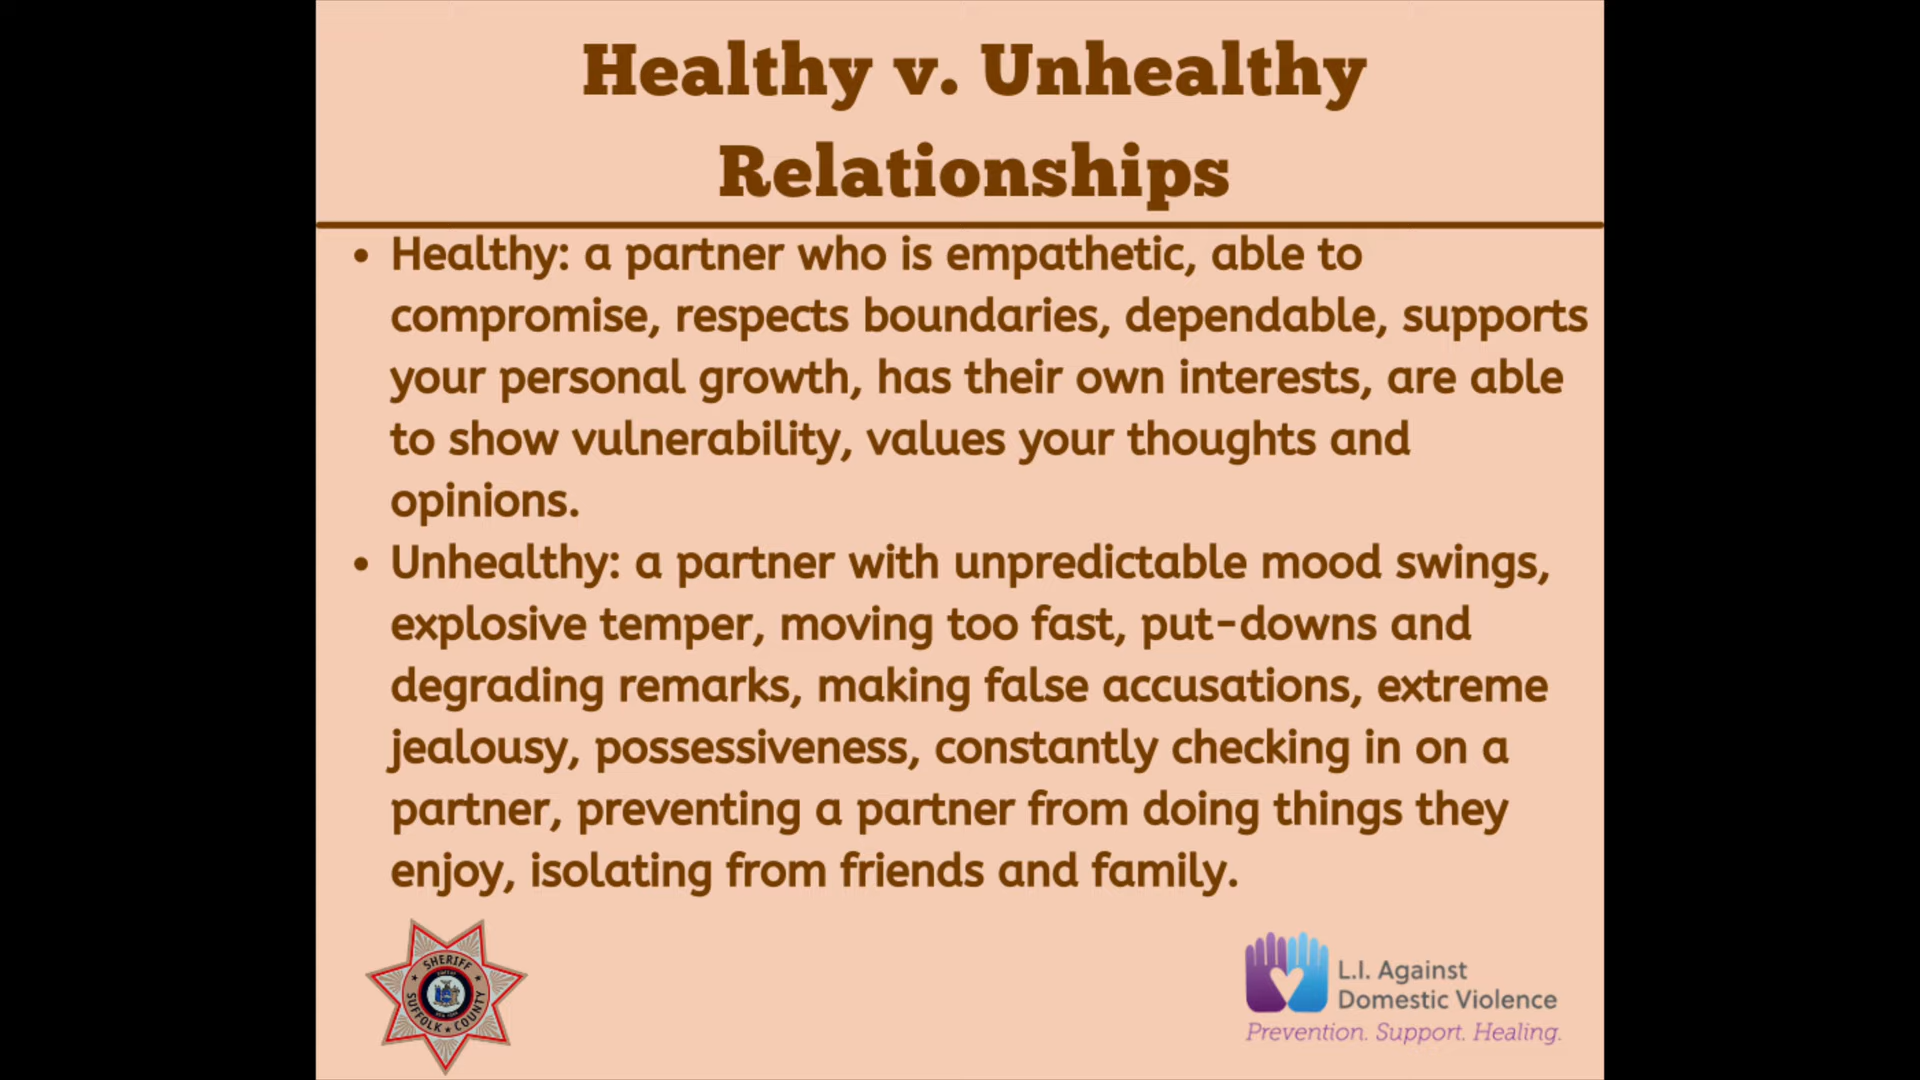 Healthy v. Unhealthy
Relationships
• Healthy: a partner who is empathetic, able to
compromise, respects boundaries, dependable, supports
your personal growth, has their own interests, are able
to show vulnerability, values your thoughts and
opinions.
• Unhealthy: a partner with unpredictable mood swings,
explosive temper, moving too fast, put-downs and
degrading remarks, making false accusations, extreme
jealousy, possessiveness, constantly checking in on a
partner, preventing a partner from doing things they
enjoy, isolating from friends and family.
SHERIFF
SUFFOLK COUNTY
L.I. Against
Domestic Violence
Prevention. Support. Healing.